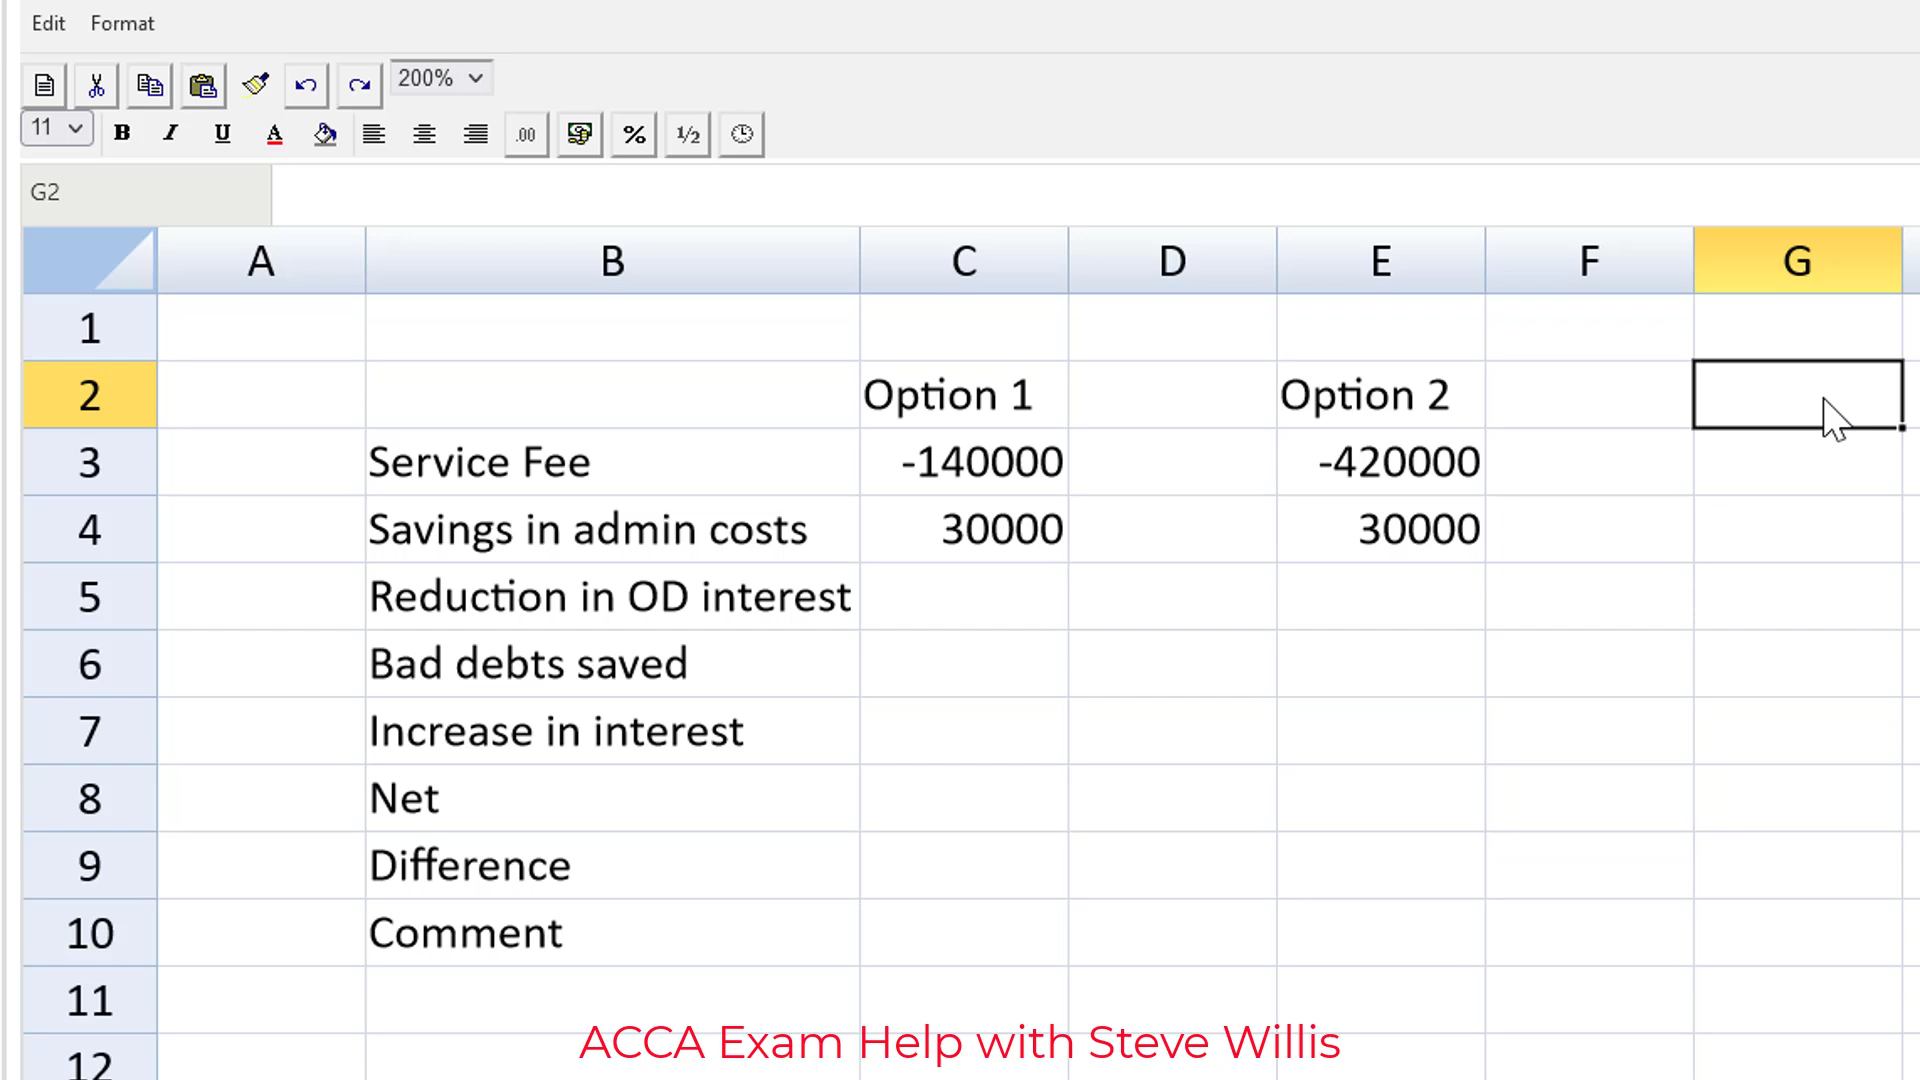 Edit Format
200%
11 B I U A .00 % 1/2
G2
A B C D E F G
1
2 Option 1 Option 2
3 Service Fee -140000 -420000
4 Savings in admin costs 30000 30000
5 Reduction in OD interest
6 Bad debts saved
7 Increase in interest
8 Net
9 Difference
10 Comment
11
12
ACCA Exam Help with Steve Willis